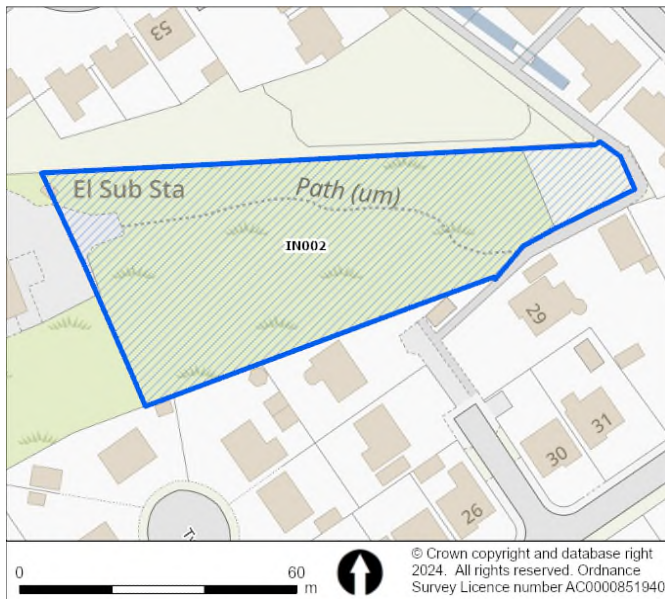 53
El Sub Sta
Path (um)
IN002
29
31
30
26
0
60
m
© Crown copyright and database right
2024. All rights reserved. Ordnance
Survey Licence number AC0000851940